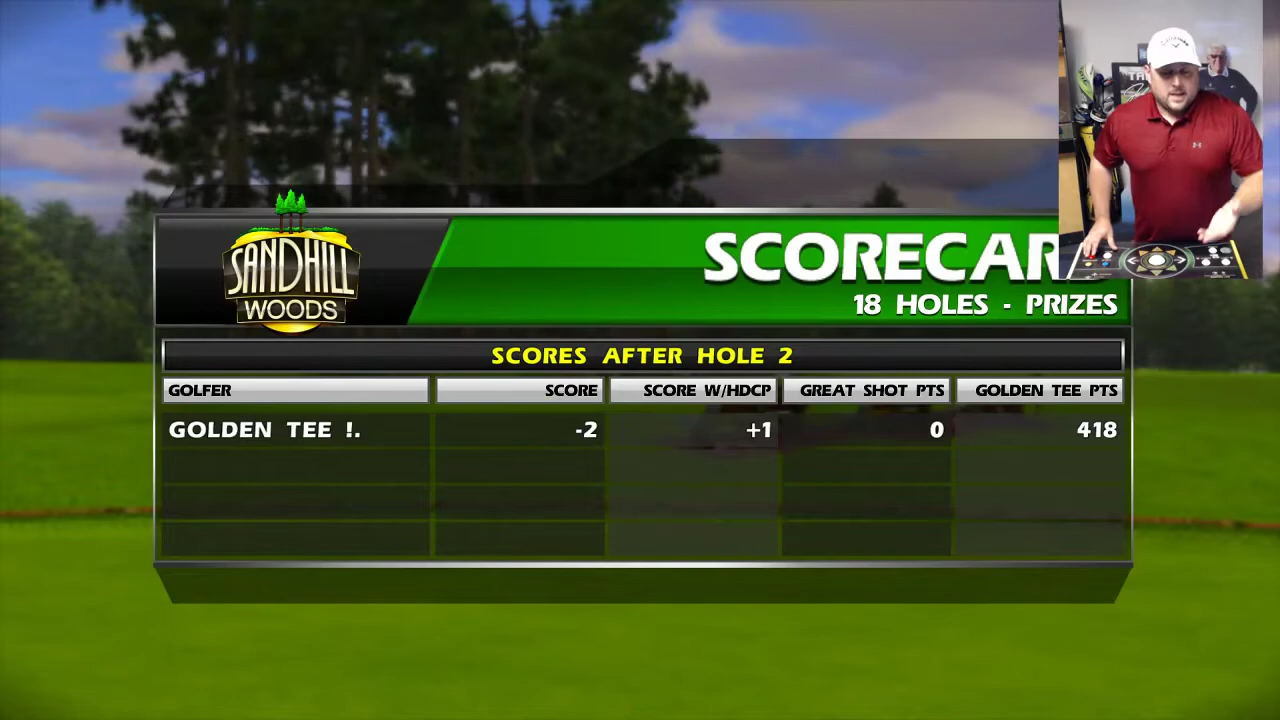 SANDHILL
WOODS
SCORECAR
18 HOLES - PRIZES
SCORES AFTER HOLE 2
GOLFER SCORE SCORE W/HDCP GREAT SHOT PTS GOLDEN TEE PTS
GOLDEN TEE !. -2 +1 0 418